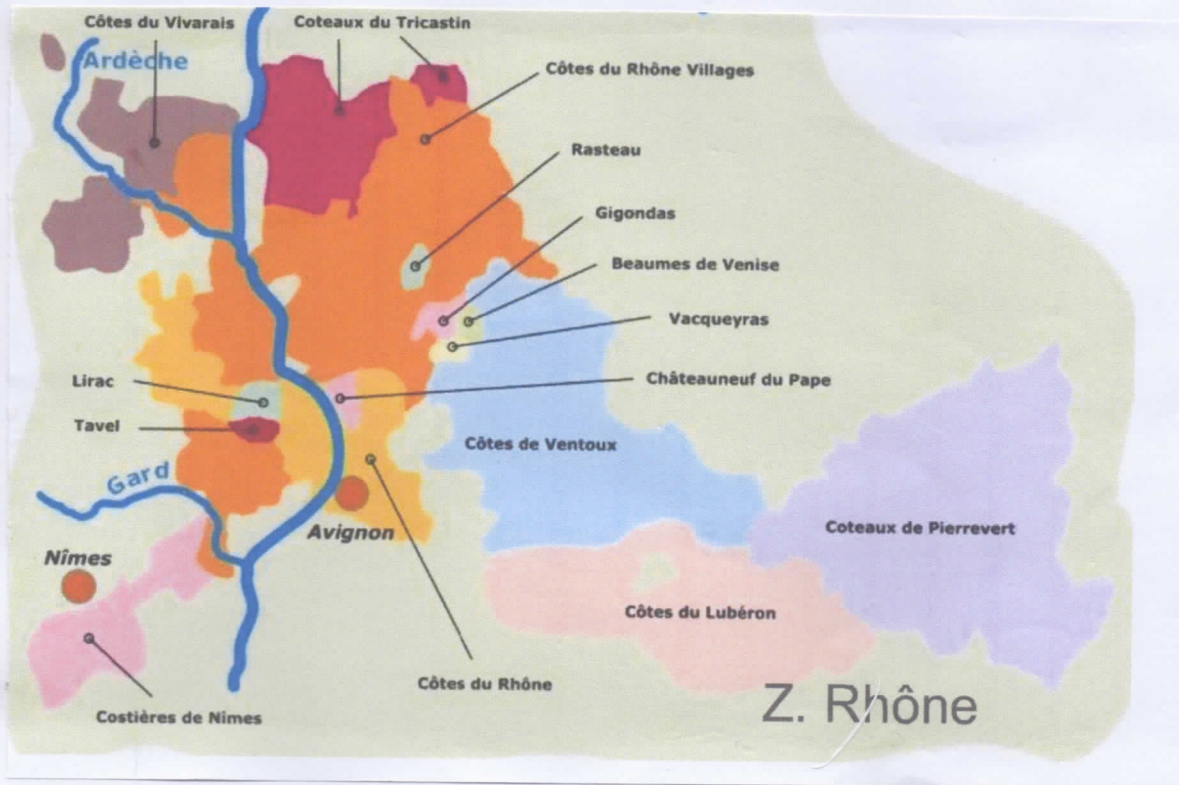 Côtes du Vivarais
Coteaux du Tricastin
Ardèche
Côtes du Rhône Villages
Rasteau
Gigondas
Beaumes de Venise
Vacqueyras
Lirac
Châteauneuf du Pape
Tavel
Côtes de Ventoux
Gard
Avignon
Coteaux de Pierrevert
Nîmes
Côtes du Lubéron
Côtes du Rhône
Z. Rhône
Costières de Nîmes